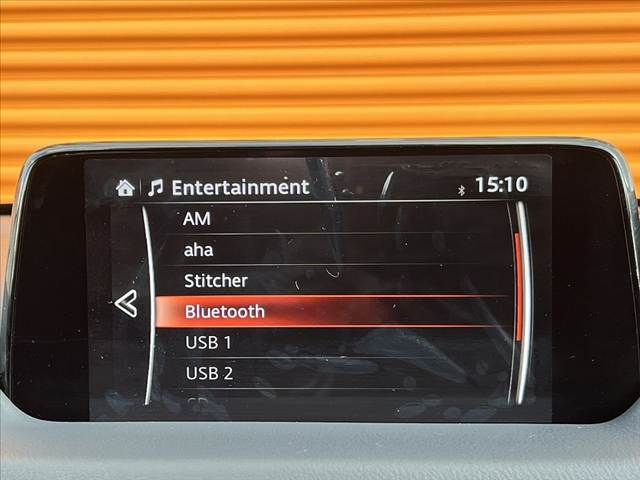 Entertainment 15:10
AM
aha
Stitcher
Bluetooth
USB 1
USB 2